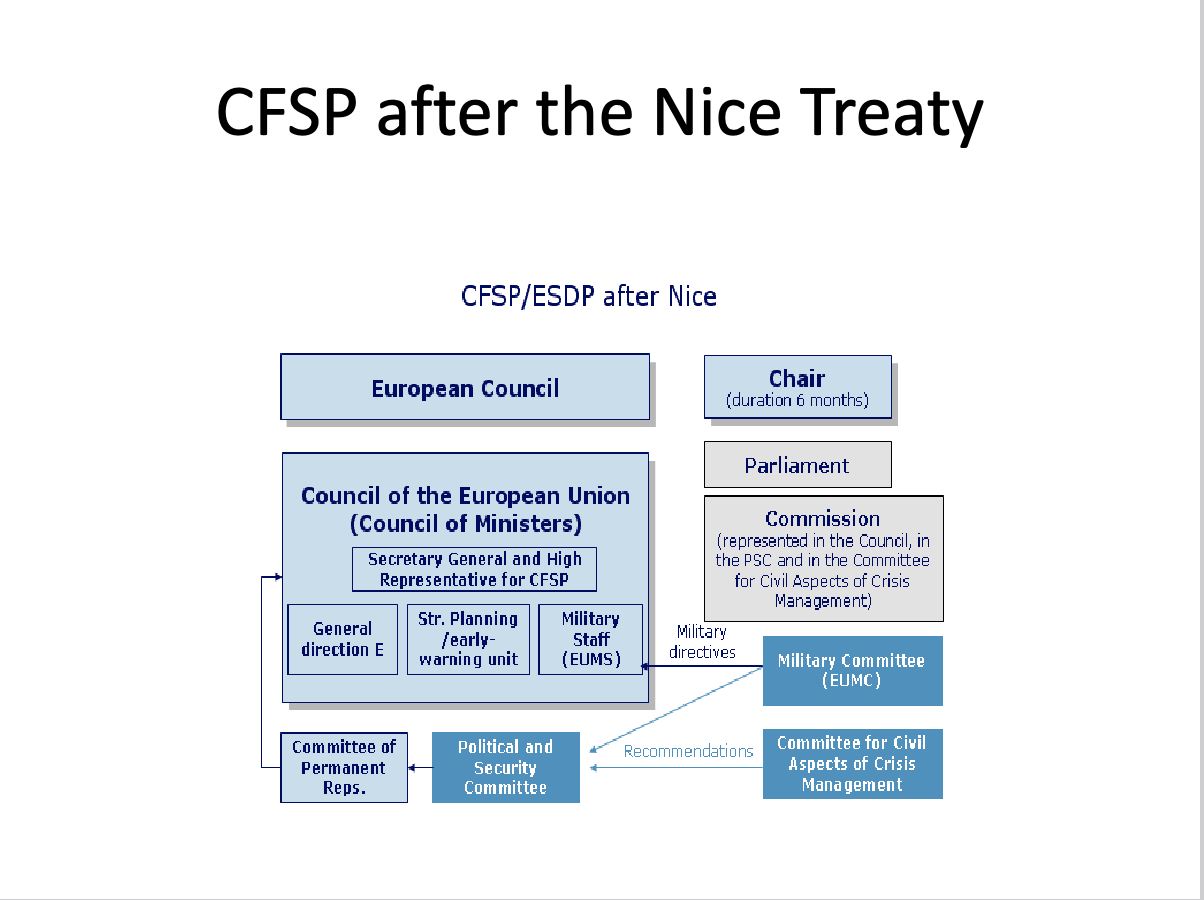 CFSP after the Nice Treaty
CFSP/ESDP after Nice
European Council
Chair
(duration 6 months)
Parliament
Council of the European Union
(Council of Ministers)
Secretary General and High
Representative for CFSP
General
direction E
Str. Planning
/early-
warning unit
Military
Staff
(EUMS)
Commission
(represented in the Council, in
the PSC and in the Committee
for Civil Aspects of Crisis
Management)
Military
directives
Military Committee
(EUMC)
Committee of
Permanent
Reps.
Political and
Security
Committee
Recommendations
Committee for Civil
Aspects of Crisis
Management